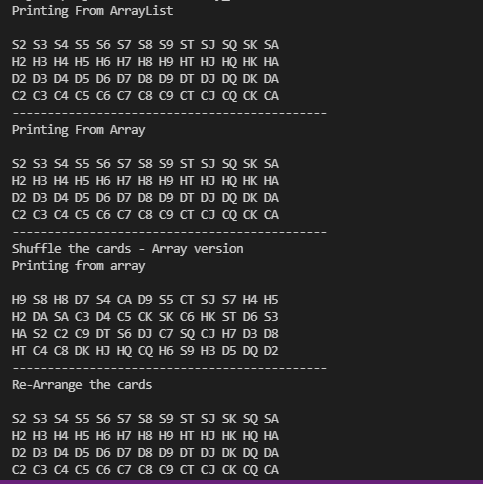 Printing From ArrayList
S2 S3 S4 S5 S6 S7 S8 S9 ST SJ SQ SK SA
H2 H3 H4 H5 H6 H7 H8 H9 HT HJ HQ HK HA
D2 D3 D4 D5 D6 D7 D8 D9 DT DJ DQ DK DA
C2 C3 C4 C5 C6 C7 C8 C9 CT CJ CQ CK CA
---------------------------------------------
Printing From Array
S2 S3 S4 S5 S6 S7 S8 S9 ST SJ SQ SK SA
H2 H3 H4 H5 H6 H7 H8 H9 HT HJ HQ HK HA
D2 D3 D4 D5 D6 D7 D8 D9 DT DJ DQ DK DA
C2 C3 C4 C5 C6 C7 C8 C9 CT CJ CQ CK CA
---------------------------------------------
Shuffle the cards - Array version
Printing from array
H9 S8 H8 D7 S4 CA D9 S5 CT SJ S7 H4 H5
H2 DA SA C3 D4 C5 CK SK C6 HK ST D6 S3
HA S2 C2 C9 DT S6 DJ C7 SQ CJ H7 D3 D8
HT C4 C8 DK HJ HQ CQ H6 S9 H3 D5 DQ D2
---------------------------------------------
Re-Arrange the cards
S2 S3 S4 S5 S6 S7 S8 S9 ST SJ SK SQ SA
H2 H3 H4 H5 H6 H7 H8 H9 HT HJ HK HQ HA
D2 D3 D4 D5 D6 D7 D8 D9 DT DJ DK DQ DA
C2 C3 C4 C5 C6 C7 C8 C9 CT CJ CK CQ CA